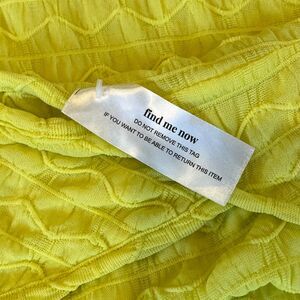 find me now
DO NOT REMOVE THIS TAG
IF YOU WANT TO BE ABLE TO RETURN THIS ITEM